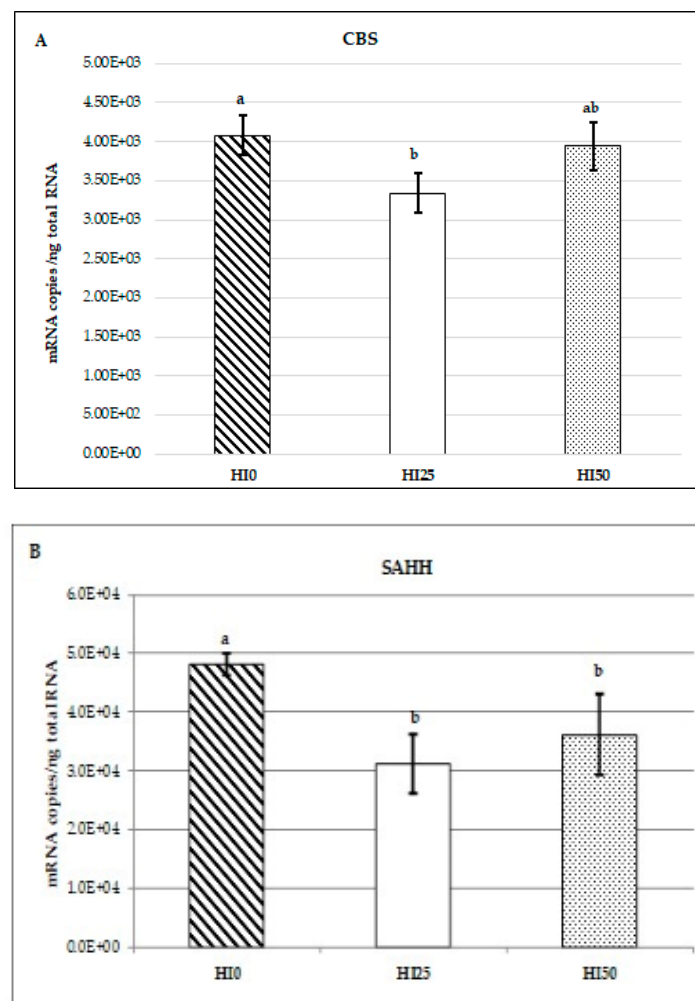 A
CBS
mRNA copies/ng total RNA
5.00E+03
4.50E+03
4.00E+03
3.50E+03
3.00E+03
2.50E+03
2.00E+03
1.50E+03
1.00E+03
5.00E+02
0.00E+00
a
b
ab
HI0
HI25
HI50
B
SAHH
mRNA copies/ng total RNA
6.0E+04
5.0E+04
4.0E+04
3.0E+04
2.0E+04
1.0E+04
0.0E+00
a
b
b
HI0
HI25
HI50